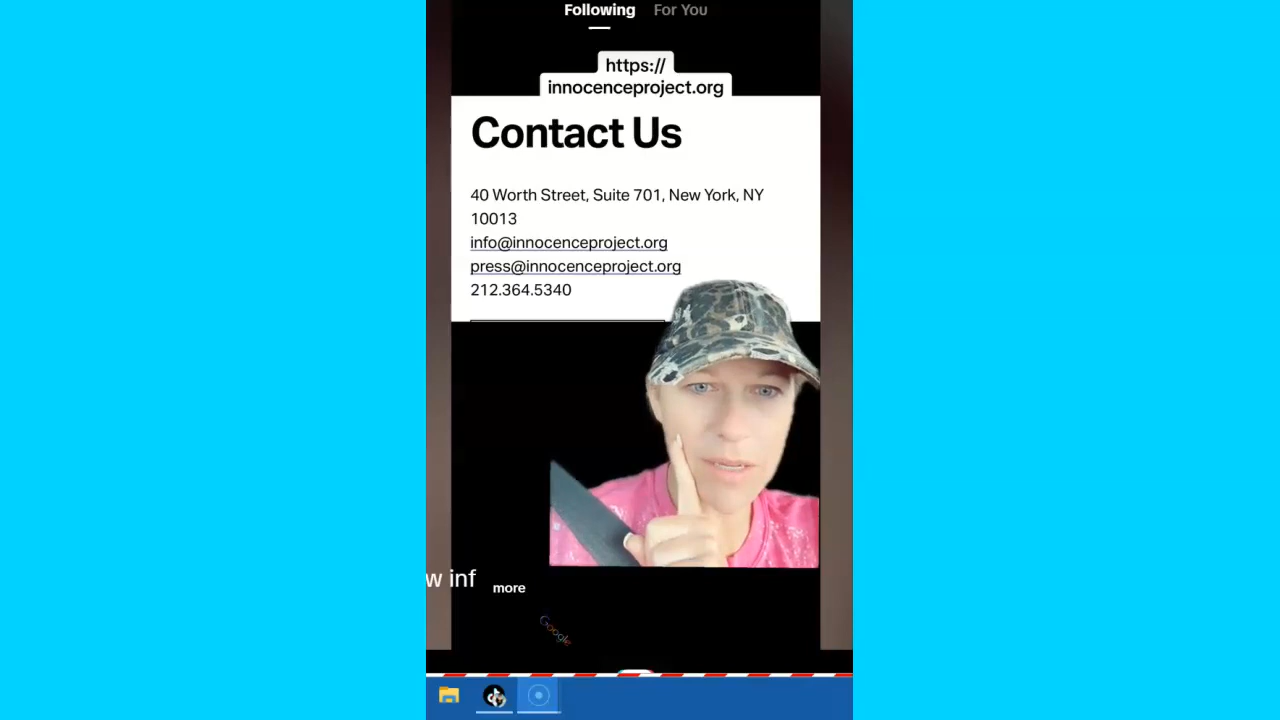 Following For You
https://
innocenceproject.org
Contact Us
40 Worth Street, Suite 701, New York, NY
10013
info@innocenceproject.org
press@innocenceproject.org
212.364.5340
w inf more
Google